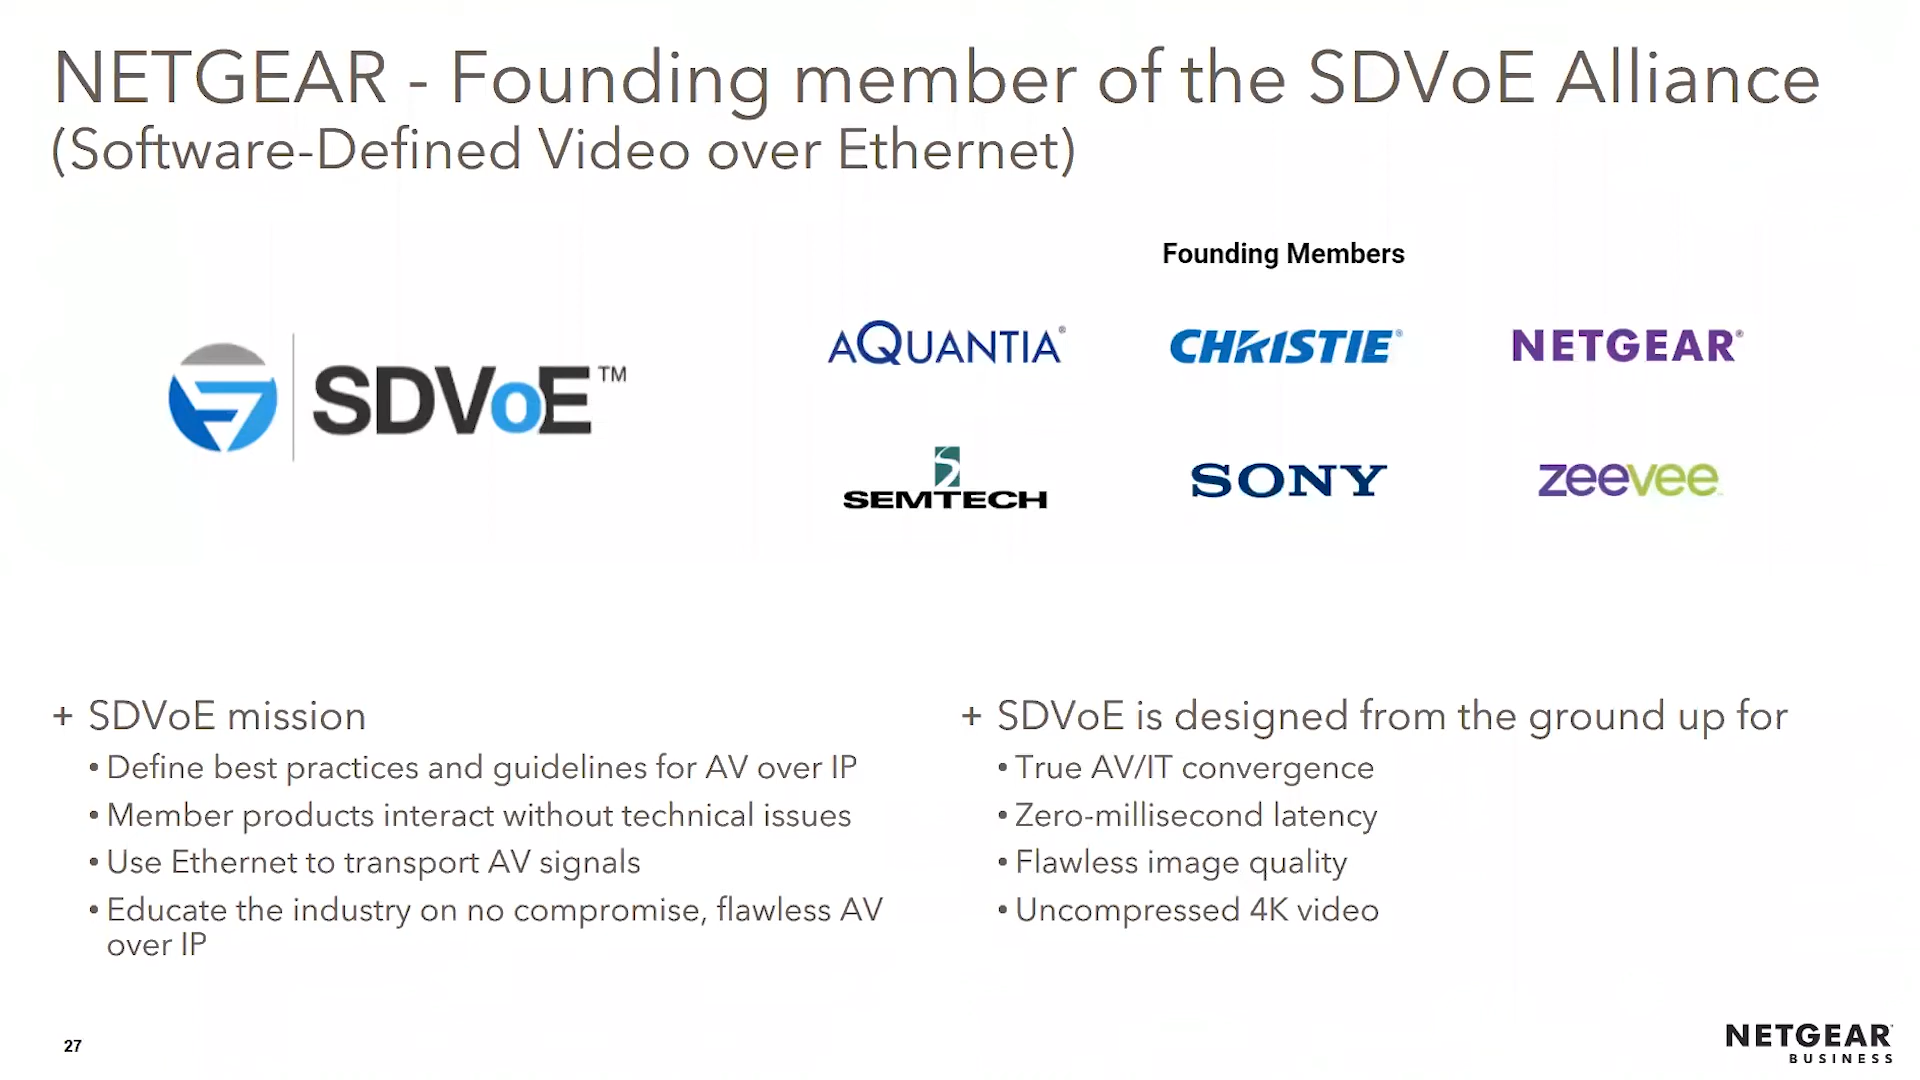 NETGEAR - Founding member of the SDVoE Alliance
(Software-Defined Video over Ethernet)
SDVoE™
Founding Members
AQUANTIA®
CHRISTIE®
NETGEAR®
SEMTECH
SONY
zeevee™
+ SDVoE mission
• Define best practices and guidelines for AV over IP
• Member products interact without technical issues
• Use Ethernet to transport AV signals
• Educate the industry on no compromise, flawless AV
over IP
+ SDVoE is designed from the ground up for
• True AV/IT convergence
• Zero-millisecond latency
• Flawless image quality
• Uncompressed 4K video
27
NETGEAR
BUSINESS